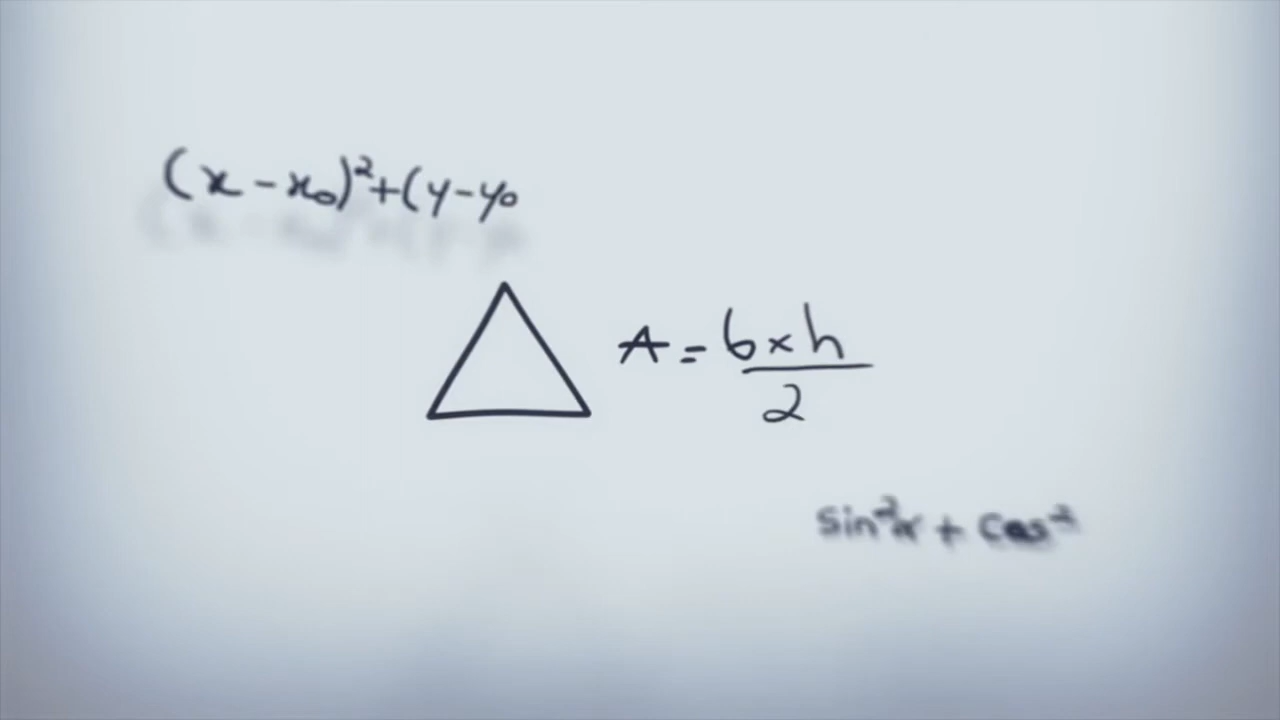 (x - x₀)² + (y - y₀
A = b × h / 2
sin²x + cos²